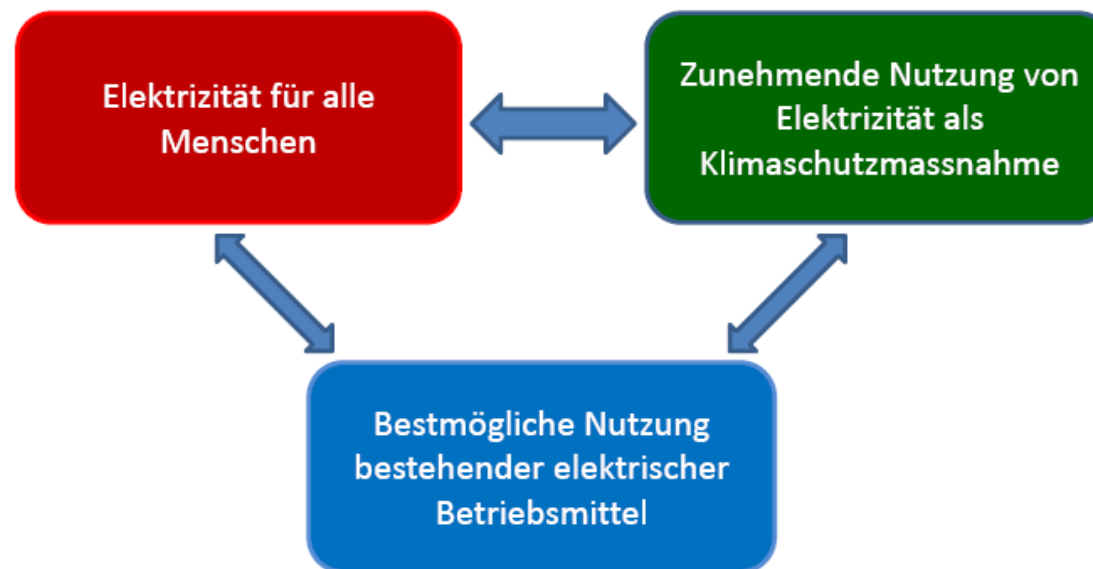 Elektrizität für alle
Menschen
Zunehmende Nutzung von
Elektrizität als
Klimaschutzmassnahme
Bestmögliche Nutzung
bestehender elektrischer
Betriebsmittel